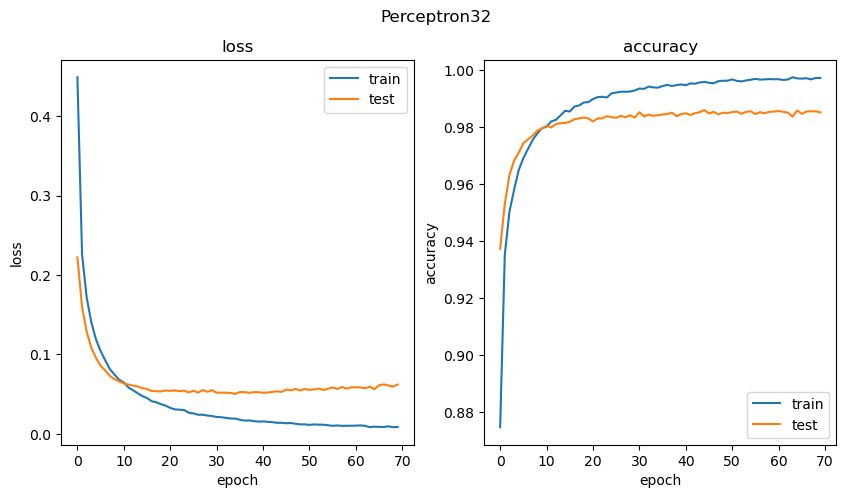 Perceptron32
loss
train
test
0.4
0.3
0.2
0.1
0.0
loss
0 10 20 30 40 50 60 70
epoch
accuracy
1.00
0.98
0.96
0.94
0.92
0.90
0.88
accuracy
train
test
0 10 20 30 40 50 60 70
epoch